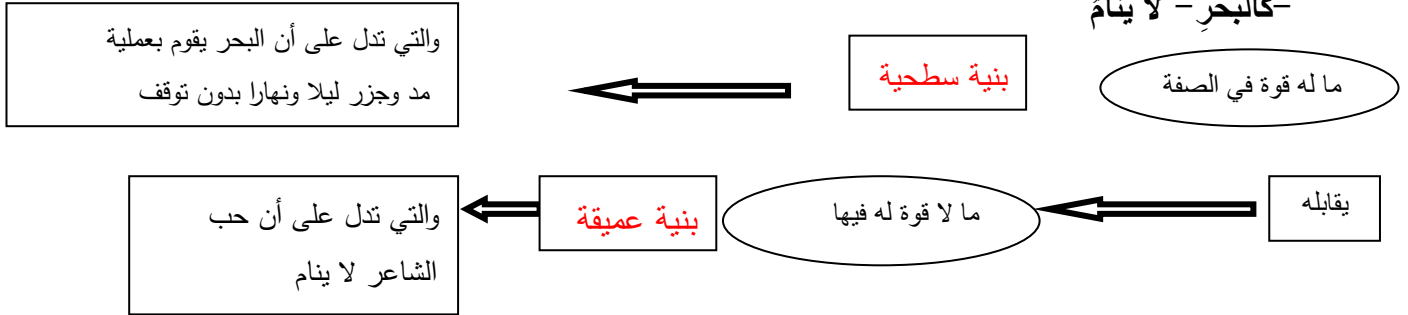 –كالبحرِ– لا ينامُ
ما له قوة في الصفة
بنية سطحية
والتي تدل على أن البحر يقوم بعملية
مد وجزر ليلا ونهارا بدون توقف
يقابله
ما لا قوة له فيها
بنية عميقة
والتي تدل على أن حب
الشاعر لا ينام